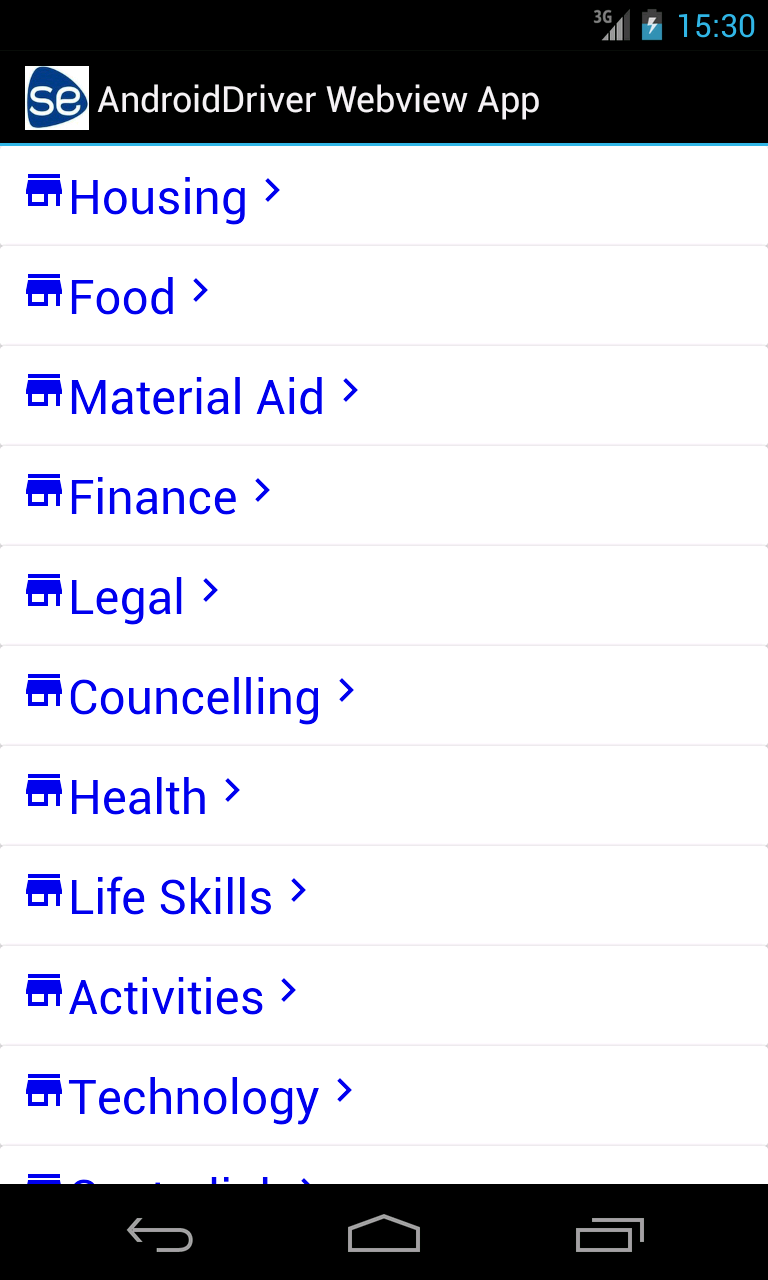 3G 15:30
se AndroidDriver Webview App
Housing
Food
Material Aid
Finance
Legal
Councelling
Health
Life Skills
Activities
Technology